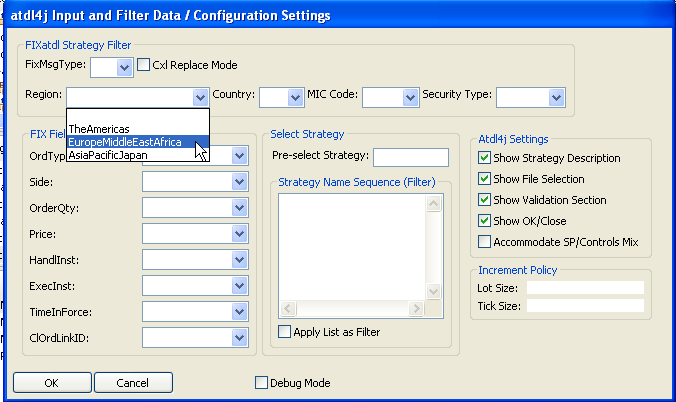 atdl4j Input and Filter Data / Configuration Settings
FIXatdl Strategy Filter
FixMsgType: Cxl Replace Mode
Region: Country: MIC Code: Security Type:
TheAmericas
EuropeMiddleEastAfrica
AsiaPacificJapan
FIX Fiel
OrdTyp
Side:
OrderQty:
Price:
HandlInst:
ExecInst:
TimeInForce:
ClOrdLinkID:
Select Strategy
Pre-select Strategy:
Strategy Name Sequence (Filter)
Apply List as Filter
Atdl4j Settings
Show Strategy Description
Show File Selection
Show Validation Section
Show OK/Close
Accommodate SP/Controls Mix
Increment Policy
Lot Size:
Tick Size:
OK Cancel Debug Mode